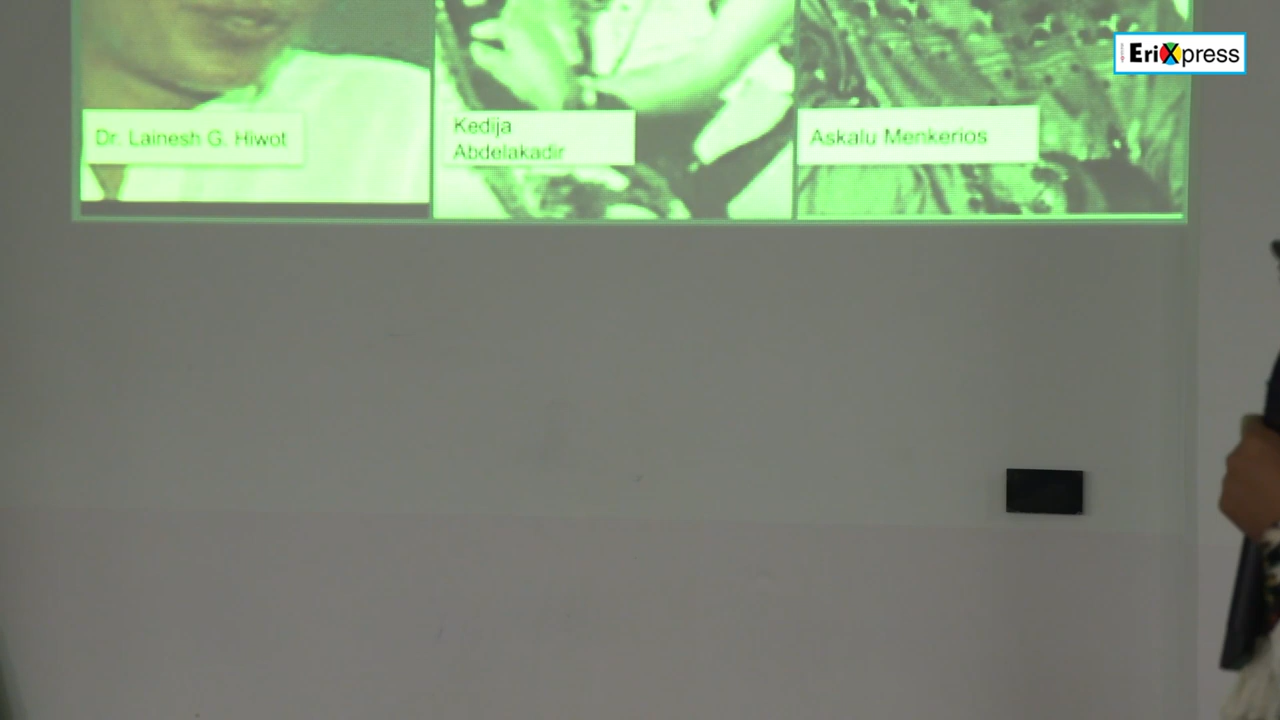 EriXpress
Dr. Lainesh G. Hiwot
Kedija
Abdelakadir
Askalu Menkerios